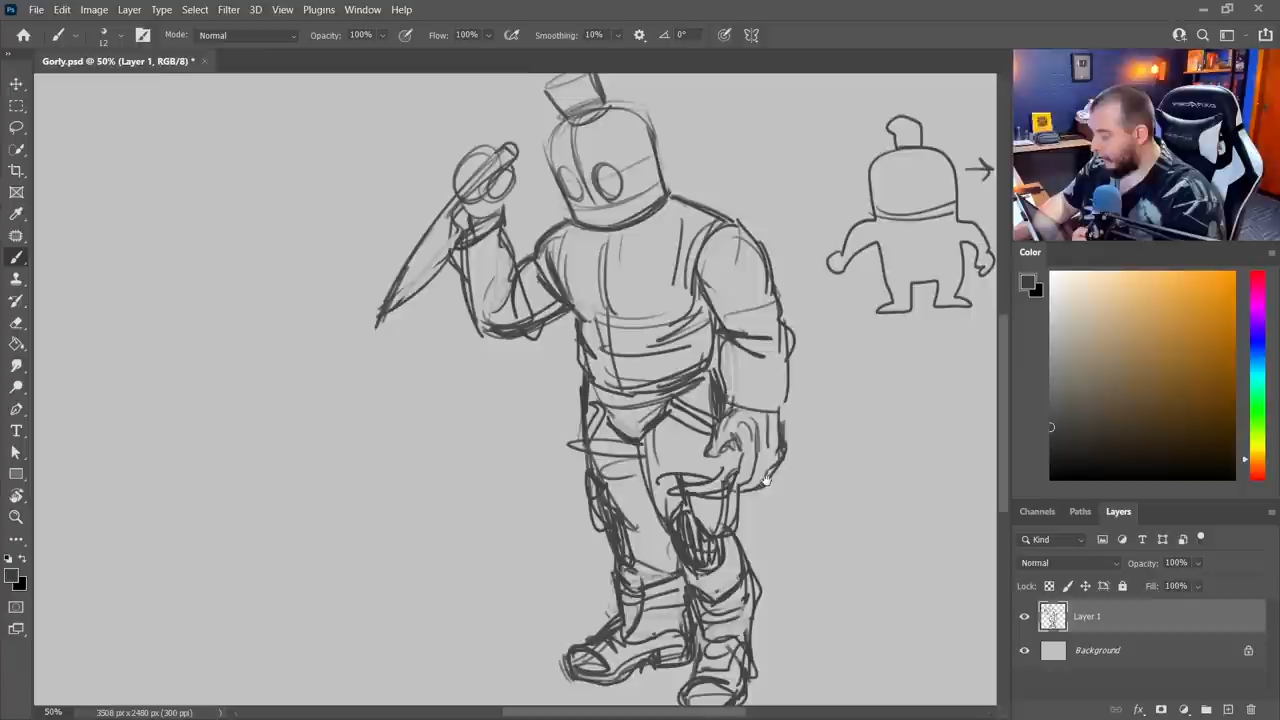 File Edit Image Layer Type Select Filter 3D View Plugins Window Help
12 Mode: Normal Opacity: 100% Flow: 100% Smoothing: 10% 0°
Gorly.psd @ 50% (Layer 1, RGB/8) *
Color
Channels Paths Layers
Kind
Normal Opacity: 100%
Lock: Fill: 100%
Layer 1
Background
50% 3508 px x 2480 px (300 ppi)